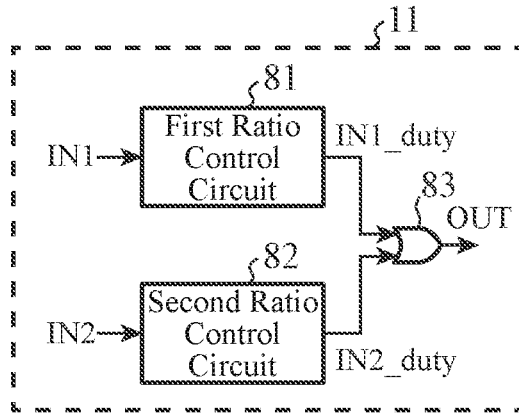 11
81
First Ratio
Control
Circuit
IN1
IN1_duty
83
OUT
82
Second Ratio
Control
Circuit
IN2
IN2_duty